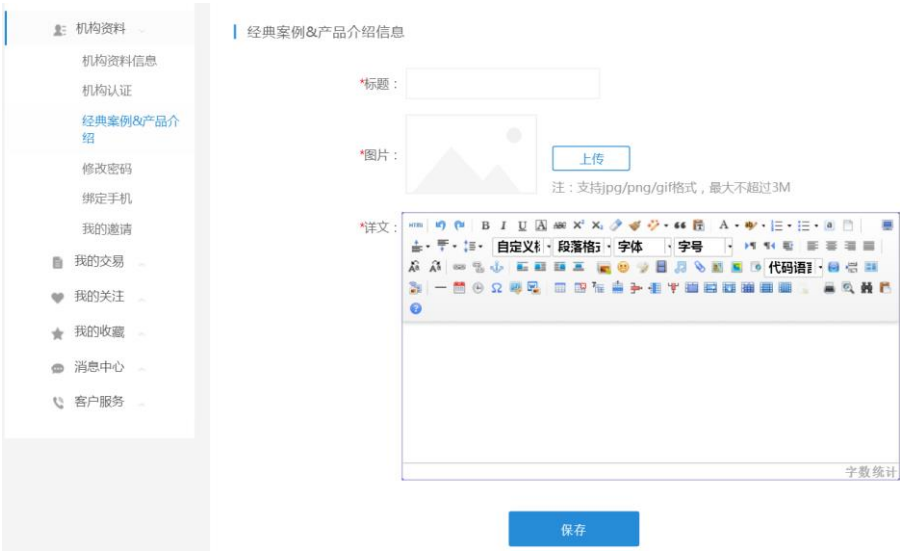 机构资料
机构资料信息
机构认证
经典案例&产品介
绍
修改密码
绑定手机
我的邀请
我的交易
我的关注
我的收藏
消息中心
客户服务
经典案例&产品介绍信息
*标题：
*图片：
上传
注：支持jpg/png/gif格式，最大不超过3M
*详文：
HTML B I U A ABC X² X₂ A
自定义标 段落格式 字体 字号
代码语言
字数统计
保存